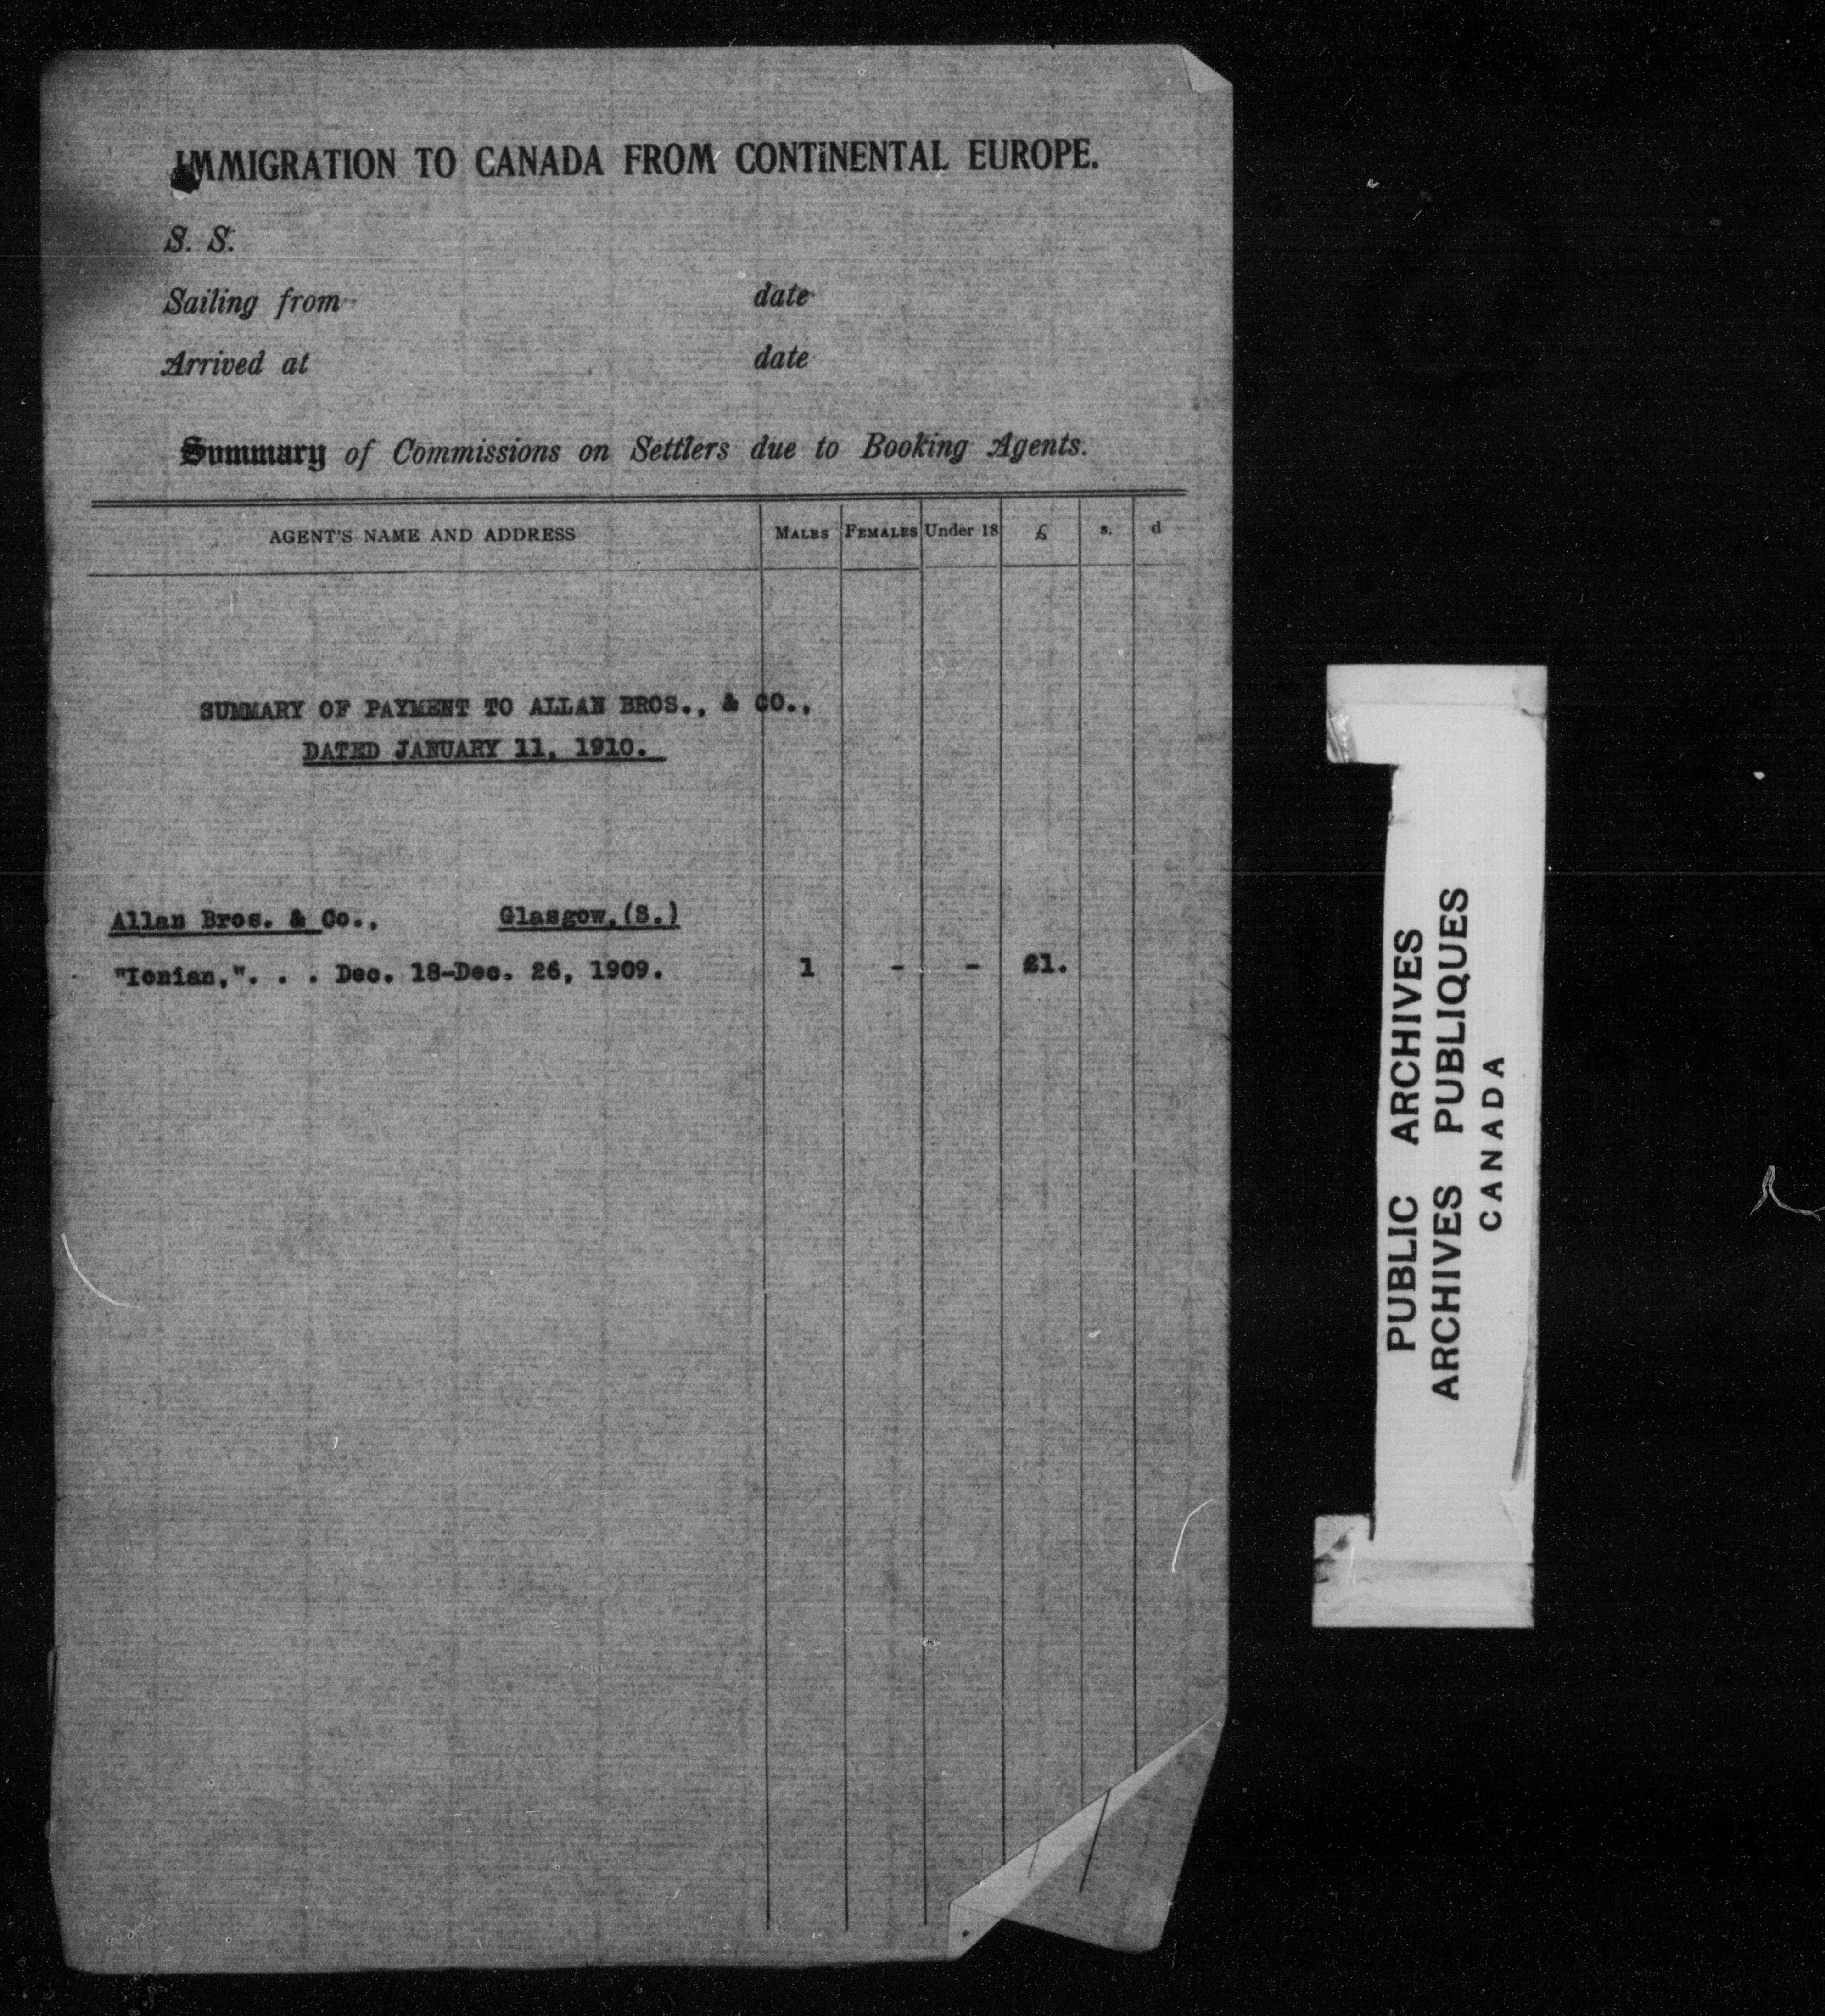 IMMIGRATION TO CANADA FROM CONTINENTAL EUROPE.
S. S.
Sailing from date
Arrived at date
Summary of Commissions on Settlers due to Booking Agents.
AGENT'S NAME AND ADDRESS MALES FEMALES Under 18 £ s. d
SUMMARY OF PAYMENT TO ALLAN BROS., & CO.,
DATED JANUARY 11, 1910.
Allan Bros. & Co., Glasgow,(S.)
"Ionian,". . . Dec. 18-Dec. 26, 1909. 1 - - £1.
PUBLIC ARCHIVES
ARCHIVES PUBLIQUES
CANADA